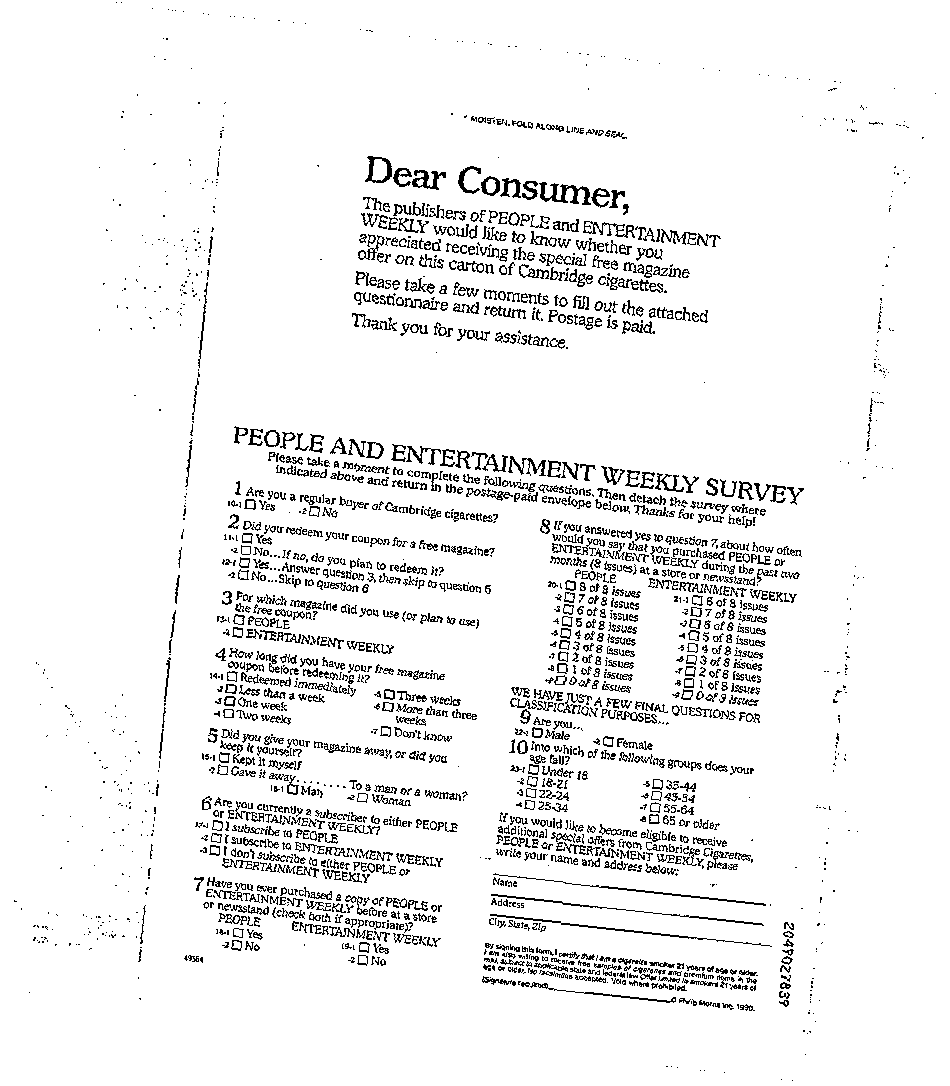 MOISTEN, FOLD ALONG LINE AND SEAL.
Dear Consumer,
The publishers of PEOPLE and ENTERTAINMENT
WEEKLY would like to know whether you
appreciated receiving the special free magazine
offer on this carton of Cambridge cigarettes.
Please take a few moments to fill out the attached
questionnaire and return it. Postage is paid.
Thank you for your assistance.
PEOPLE AND ENTERTAINMENT WEEKLY SURVEY
Please take a moment to complete the following questions. Then detach the survey where
indicated above and return in the postage-paid envelope below. Thanks for your help!
1 Are you a regular buyer of Cambridge cigarettes?
10-1 ☐ Yes -2 ☐ No
2 Did you redeem your coupon for a free magazine?
11-1 ☐ Yes
-2 ☐ No...If no, do you plan to redeem it?
12-1 ☐ Yes...Answer question 3, then skip to question 6
-2 ☐ No...Skip to question 6
3 For which magazine did you use (or plan to use)
the free coupon?
13-1 ☐ PEOPLE
-2 ☐ ENTERTAINMENT WEEKLY
4 How long did you have your free magazine
coupon before redeeming it?
14-1 ☐ Redeemed immediately -5 ☐ Three weeks
-2 ☐ Less than a week -6 ☐ More than three
-3 ☐ One week weeks
-4 ☐ Two weeks -7 ☐ Don't know
5 Did you give your magazine away, or did you
keep it yourself?
15-1 ☐ Kept it myself
-2 ☐ Gave it away....... To a man or a woman?
16-1 ☐ Man -2 ☐ Woman
6 Are you currently a subscriber to either PEOPLE
or ENTERTAINMENT WEEKLY?
17-1 ☐ I subscribe to PEOPLE
-2 ☐ I subscribe to ENTERTAINMENT WEEKLY
-3 ☐ I don't subscribe to either PEOPLE or
ENTERTAINMENT WEEKLY
7 Have you ever purchased a copy of PEOPLE or
ENTERTAINMENT WEEKLY before at a store
or newsstand (check both if appropriate)?
PEOPLE ENTERTAINMENT WEEKLY
18-1 ☐ Yes 19-1 ☐ Yes
-2 ☐ No -2 ☐ No
49564
8 If you answered yes to question 7, about how often
would you say that you purchased PEOPLE or
ENTERTAINMENT WEEKLY during the past two
months (8 issues) at a store or newsstand?
PEOPLE ENTERTAINMENT WEEKLY
20-1 ☐ 8 of 8 issues 21-1 ☐ 8 of 8 issues
-2 ☐ 7 of 8 issues -2 ☐ 7 of 8 issues
-3 ☐ 6 of 8 issues -3 ☐ 6 of 8 issues
-4 ☐ 5 of 8 issues -4 ☐ 5 of 8 issues
-5 ☐ 4 of 8 issues -5 ☐ 4 of 8 issues
-6 ☐ 3 of 8 issues -6 ☐ 3 of 8 issues
-7 ☐ 2 of 8 issues -7 ☐ 2 of 8 issues
-8 ☐ 1 of 8 issues -8 ☐ 1 of 8 issues
-9 ☐ 0 of 8 issues -9 ☐ 0 of 8 issues
WE HAVE JUST A FEW FINAL QUESTIONS FOR
CLASSIFICATION PURPOSES...
9 Are you...
22-1 ☐ Male -2 ☐ Female
10 Into which of the following groups does your
age fall?
23-1 ☐ Under 18 -5 ☐ 35-44
-2 ☐ 18-21 -6 ☐ 45-54
-3 ☐ 22-24 -7 ☐ 55-64
-4 ☐ 25-34 -8 ☐ 65 or older
If you would like to become eligible to receive
additional special offers from Cambridge Cigarettes,
PEOPLE or ENTERTAINMENT WEEKLY, please
write your name and address below:
Name
Address
City, State, Zip
By signing this form, I certify that I am a cigarette smoker 21 years of age or older.
I am also willing to receive free samples of cigarettes and premium items in the
mail, subject to applicable state and federal law. Offer limited to smokers 21 years of
age or older. No facsimiles accepted. Void where prohibited.
(Signature required)
© Philip Morris Inc. 1990.
2049027839